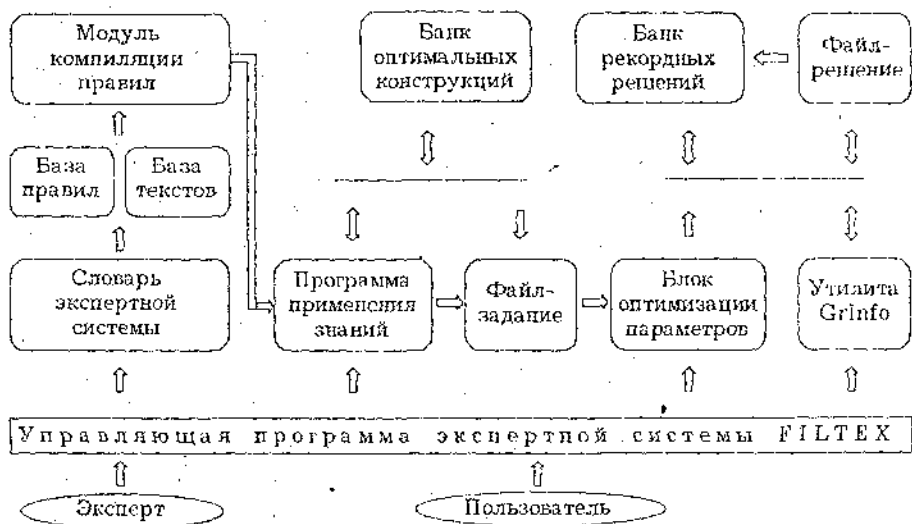 Модуль
компиляции
правил
Банк
оптимальных
конструкций
Банк
рекордных
решений
Файл-
решение
База
правил
База
текстов
Словарь
экспертной
системы
Программа
применения
знаний
Файл-
задание
Блок
оптимизации
параметров
Утилита
GrInfo
Управляющая программа экспертной системы FILTEX
Эксперт
Пользователь